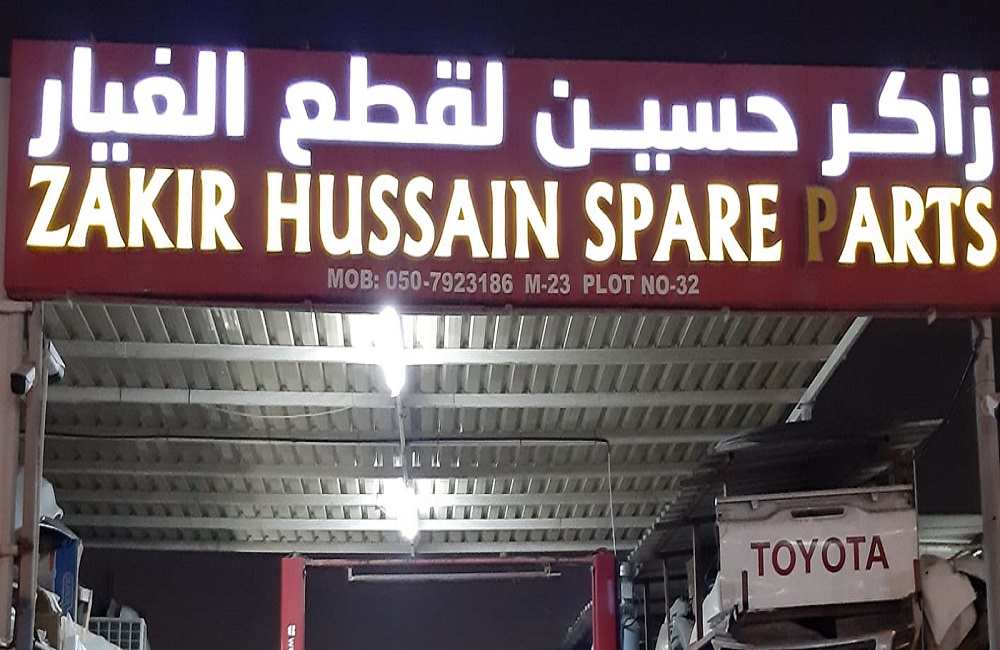 زاكر حسين لقطع الغيار
ZAKIR HUSSAIN SPARE PARTS
MOB: 050-7923186 M-23 PLOT NO-32
TOYOTA